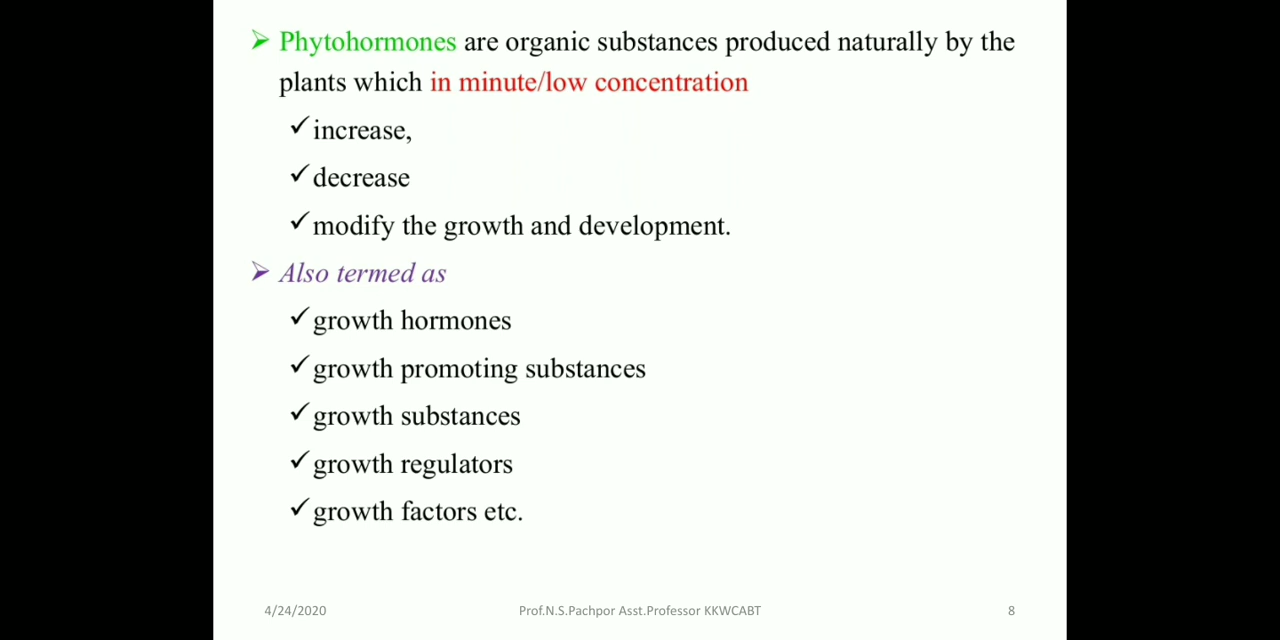 Phytohormones are organic substances produced naturally by the
plants which in minute/low concentration
increase,
decrease
modify the growth and development.
Also termed as
growth hormones
growth promoting substances
growth substances
growth regulators
growth factors etc.
4/24/2020 Prof.N.S.Pachpor Asst.Professor KKWCABT 8